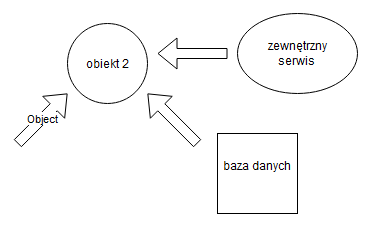 zewnętrzny
serwis
obiekt 2
Object
baza danych